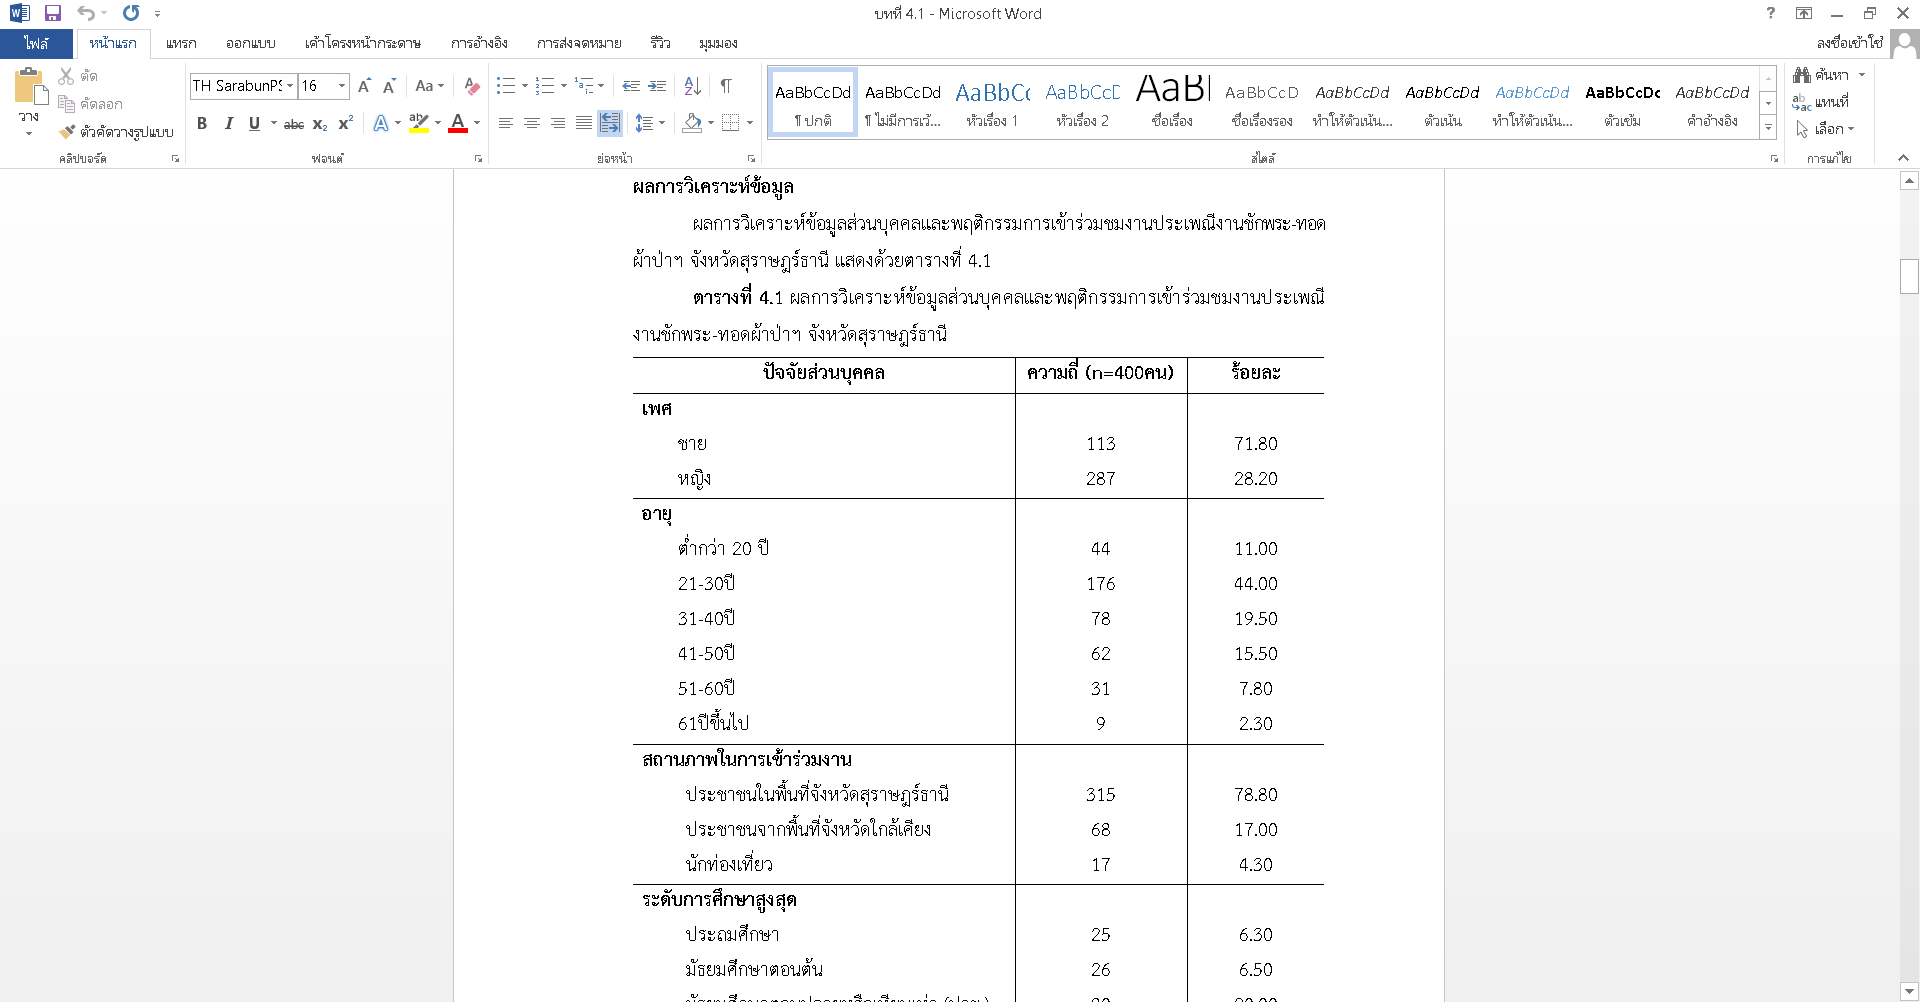 บทที่ 4.1 - Microsoft Word
ไฟล์ หน้าแรก แทรก ออกแบบ เค้าโครงหน้ากระดาษ การอ้างอิง การส่งจดหมาย รีวิว มุมมอง ลงชื่อเข้าใช้
วาง
ตัด
คัดลอก
ตัวคัดวางรูปแบบ
คลิปบอร์ด
TH SarabunPS 16
ฟอนต์
ย่อหน้า
AaBbCcDd AaBbCcDd AaBbCc AaBbCcD AaBl AaBbCcD AaBbCcDd AaBbCcDd AaBbCcDd AaBbCcDc AaBbCcDd
¶ ปกติ ¶ ไม่มีการเว้... หัวเรื่อง 1 หัวเรื่อง 2 ชื่อเรื่อง ชื่อเรื่องรอง ทำให้ตัวเน้น... ตัวเน้น ทำให้ตัวเน้น... ตัวเข้ม คำอ้างอิง
สไตล์
ค้นหา
แทนที่
เลือก
การแก้ไข
ผลการวิเคราะห์ข้อมูล
ผลการวิเคราะห์ข้อมูลส่วนบุคคลและพฤติกรรมการเข้าร่วมชมงานประเพณีงานชักพระ-ทอด
ผ้าป่าฯ จังหวัดสุราษฎร์ธานี แสดงด้วยตารางที่ 4.1
ตารางที่ 4.1 ผลการวิเคราะห์ข้อมูลส่วนบุคคลและพฤติกรรมการเข้าร่วมชมงานประเพณี
งานชักพระ-ทอดผ้าป่าฯ จังหวัดสุราษฎร์ธานี
ปัจจัยส่วนบุคคล ความถี่ (n=400คน) ร้อยละ
เพศ
ชาย 113 71.80
หญิง 287 28.20
อายุ
ต่ำกว่า 20 ปี 44 11.00
21-30ปี 176 44.00
31-40ปี 78 19.50
41-50ปี 62 15.50
51-60ปี 31 7.80
61ปีขึ้นไป 9 2.30
สถานภาพในการเข้าร่วมงาน
ประชาชนในพื้นที่จังหวัดสุราษฎร์ธานี 315 78.80
ประชาชนจากพื้นที่จังหวัดใกล้เคียง 68 17.00
นักท่องเที่ยว 17 4.30
ระดับการศึกษาสูงสุด
ประถมศึกษา 25 6.30
มัธยมศึกษาตอนต้น 26 6.50